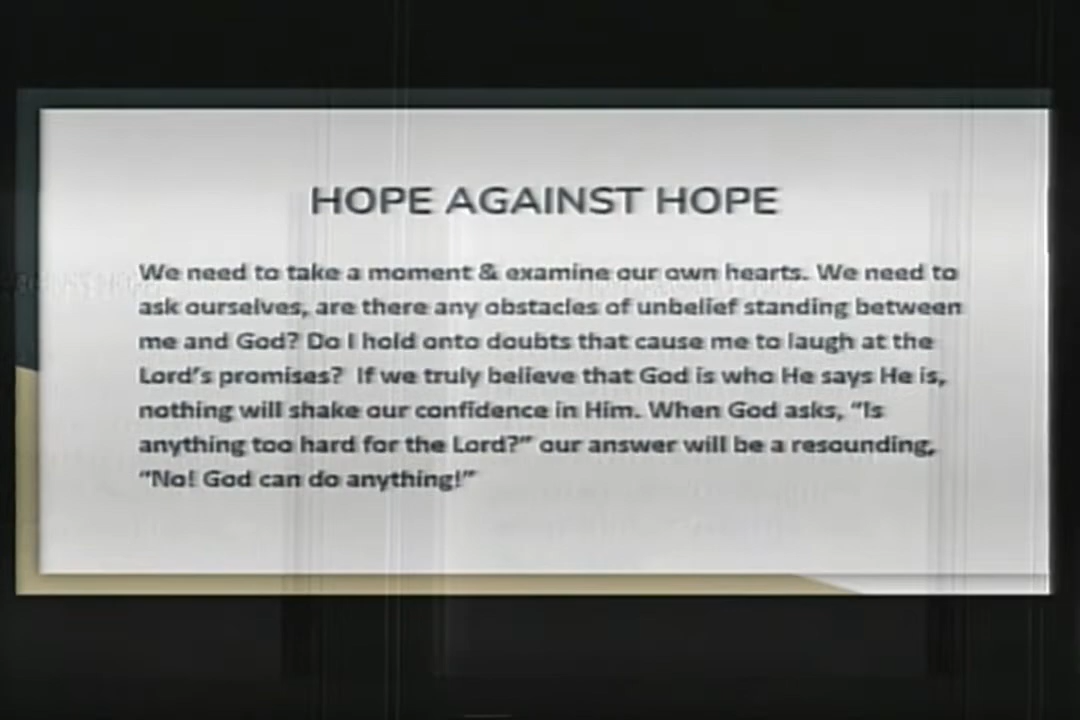 HOPE AGAINST HOPE
We need to take a moment & examine our own hearts. We need to
ask ourselves, are there any obstacles of unbelief standing between
me and God? Do I hold onto doubts that cause me to laugh at the
Lord's promises? If we truly believe that God is who He says He is,
nothing will shake our confidence in Him. When God asks, “Is
anything too hard for the Lord?” our answer will be a resounding,
“No! God can do anything!”